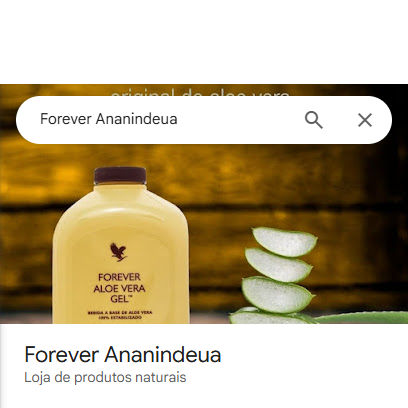 original de aloe vera
Forever Ananindeua
FOREVER
ALOE VERA
GEL™
BEBIDA A BASE DE ALOE VERA
100% ESTABILIZADO
Forever Ananindeua
Loja de produtos naturais